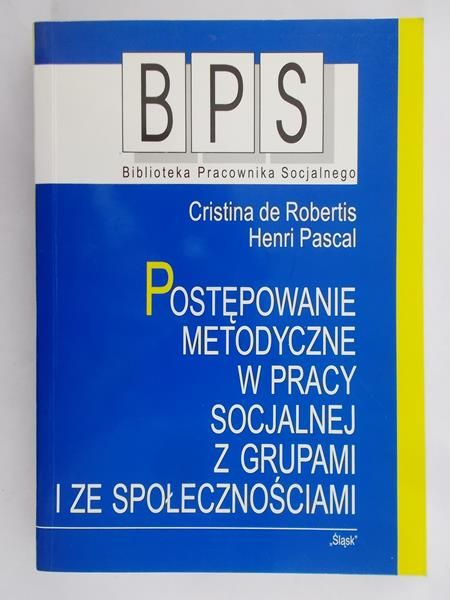 BPS
Biblioteka Pracownika Socjalnego
Cristina de Robertis
Henri Pascal
POSTĘPOWANIE
METODYCZNE
W PRACY
SOCJALNEJ
Z GRUPAMI
I ZE SPOŁECZNOŚCIAMI
„Śląsk”